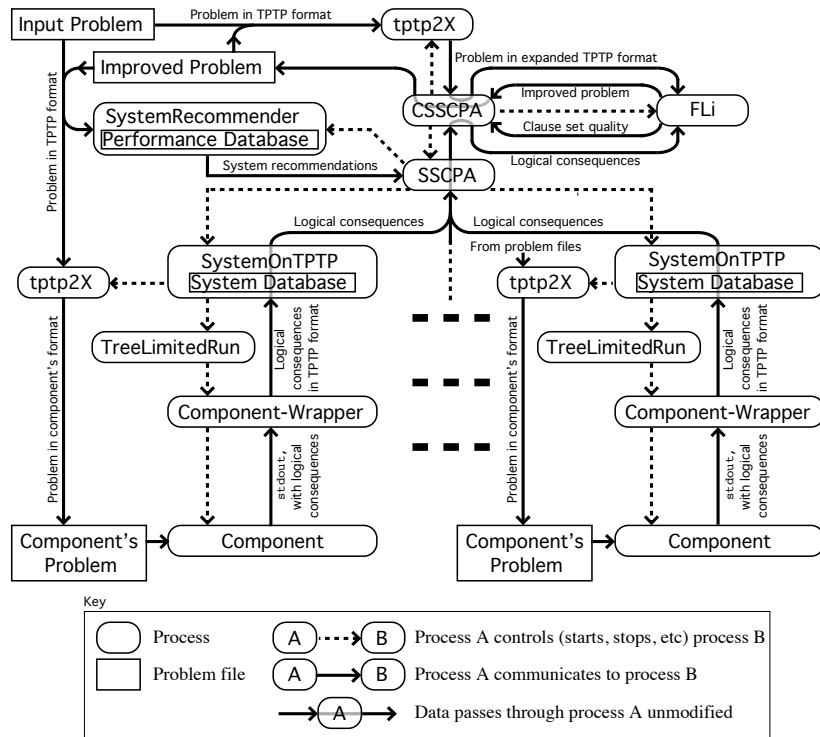 Input Problem
Problem in TPTP format
tptp2X
Improved Problem
Problem in expanded TPTP format
Improved problem
CSSCPA
FLi
Clause set quality
Logical consequences
Problem in TPTP format
SystemRecommender
Performance Database
System recommendations
SSCPA
Logical consequences
Logical consequences
From problem files
tptp2X
SystemOnTPTP
System Database
tptp2X
SystemOnTPTP
System Database
TreeLimitedRun
Logical
consequences
in TPTP format
TreeLimitedRun
Logical
consequences
in TPTP format
Problem in component's format
Component-Wrapper
Problem in component's format
Component-Wrapper
stdout,
with logical
consequences
stdout,
with logical
consequences
Component's
Problem
Component
Component's
Problem
Component
Key
Process
A
B
Process A controls (starts, stops, etc) process B
Problem file
A
B
Process A communicates to process B
A
Data passes through process A unmodified